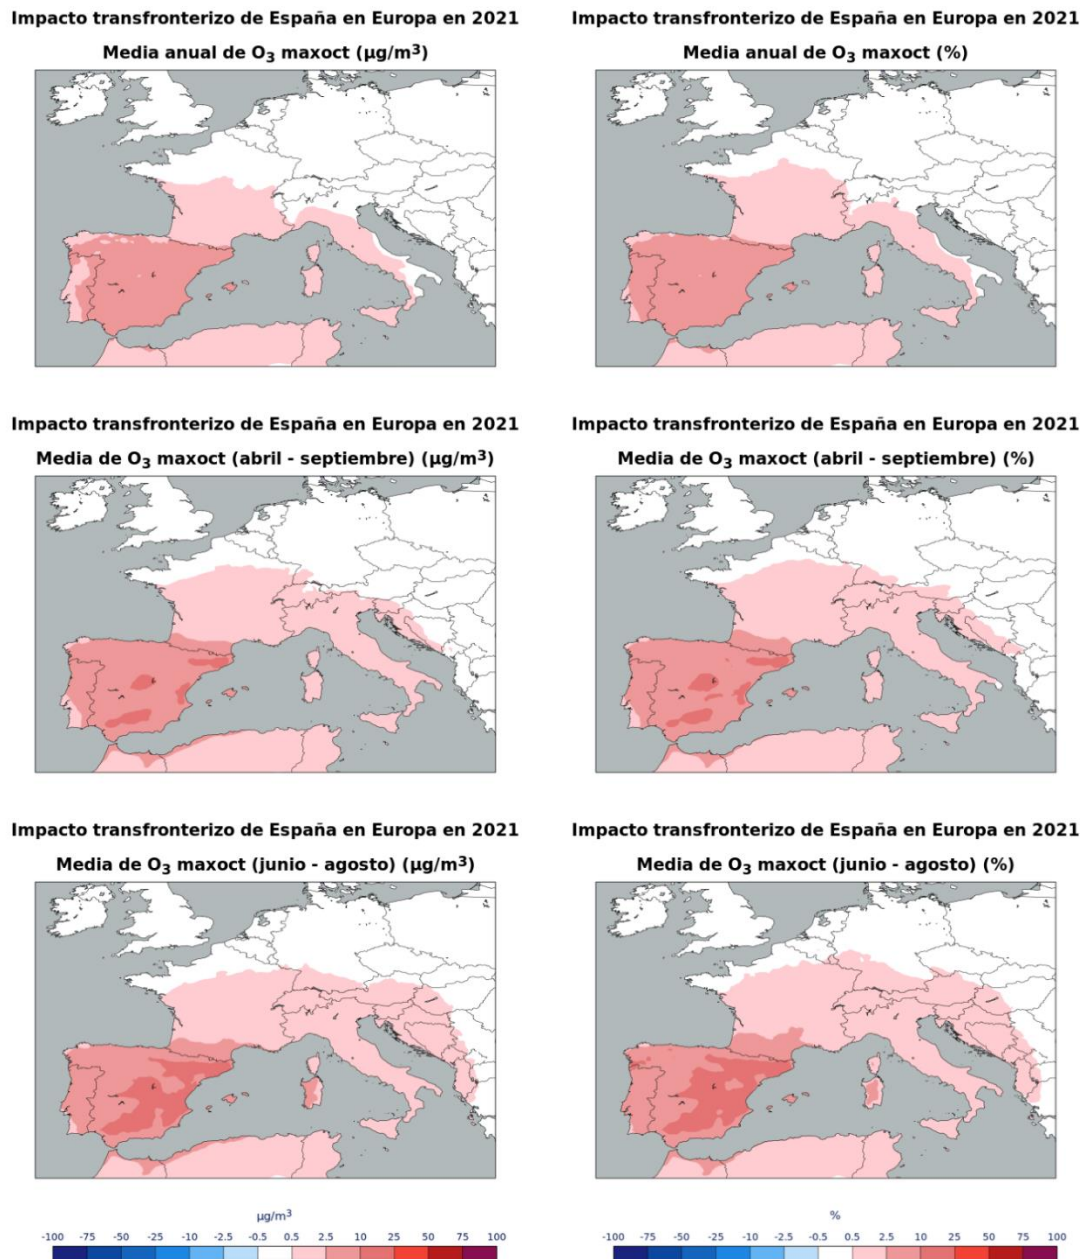 Impacto transfronterizo de España en Europa en 2021
Media anual de O3 maxoct (µg/m³)
Impacto transfronterizo de España en Europa en 2021
Media anual de O3 maxoct (%)
Impacto transfronterizo de España en Europa en 2021
Media de O3 maxoct (abril - septiembre) (µg/m³)
Impacto transfronterizo de España en Europa en 2021
Media de O3 maxoct (abril - septiembre) (%)
Impacto transfronterizo de España en Europa en 2021
Media de O3 maxoct (junio - agosto) (µg/m³)
Impacto transfronterizo de España en Europa en 2021
Media de O3 maxoct (junio - agosto) (%)
µg/m³
-100 -75 -50 -25 -10 -5 -2.5 -0.5 0.5 2.5 10 25 50 75 100
%
-100 -75 -50 -25 -10 -5 -2.5 -0.5 0.5 2.5 10 25 50 75 100